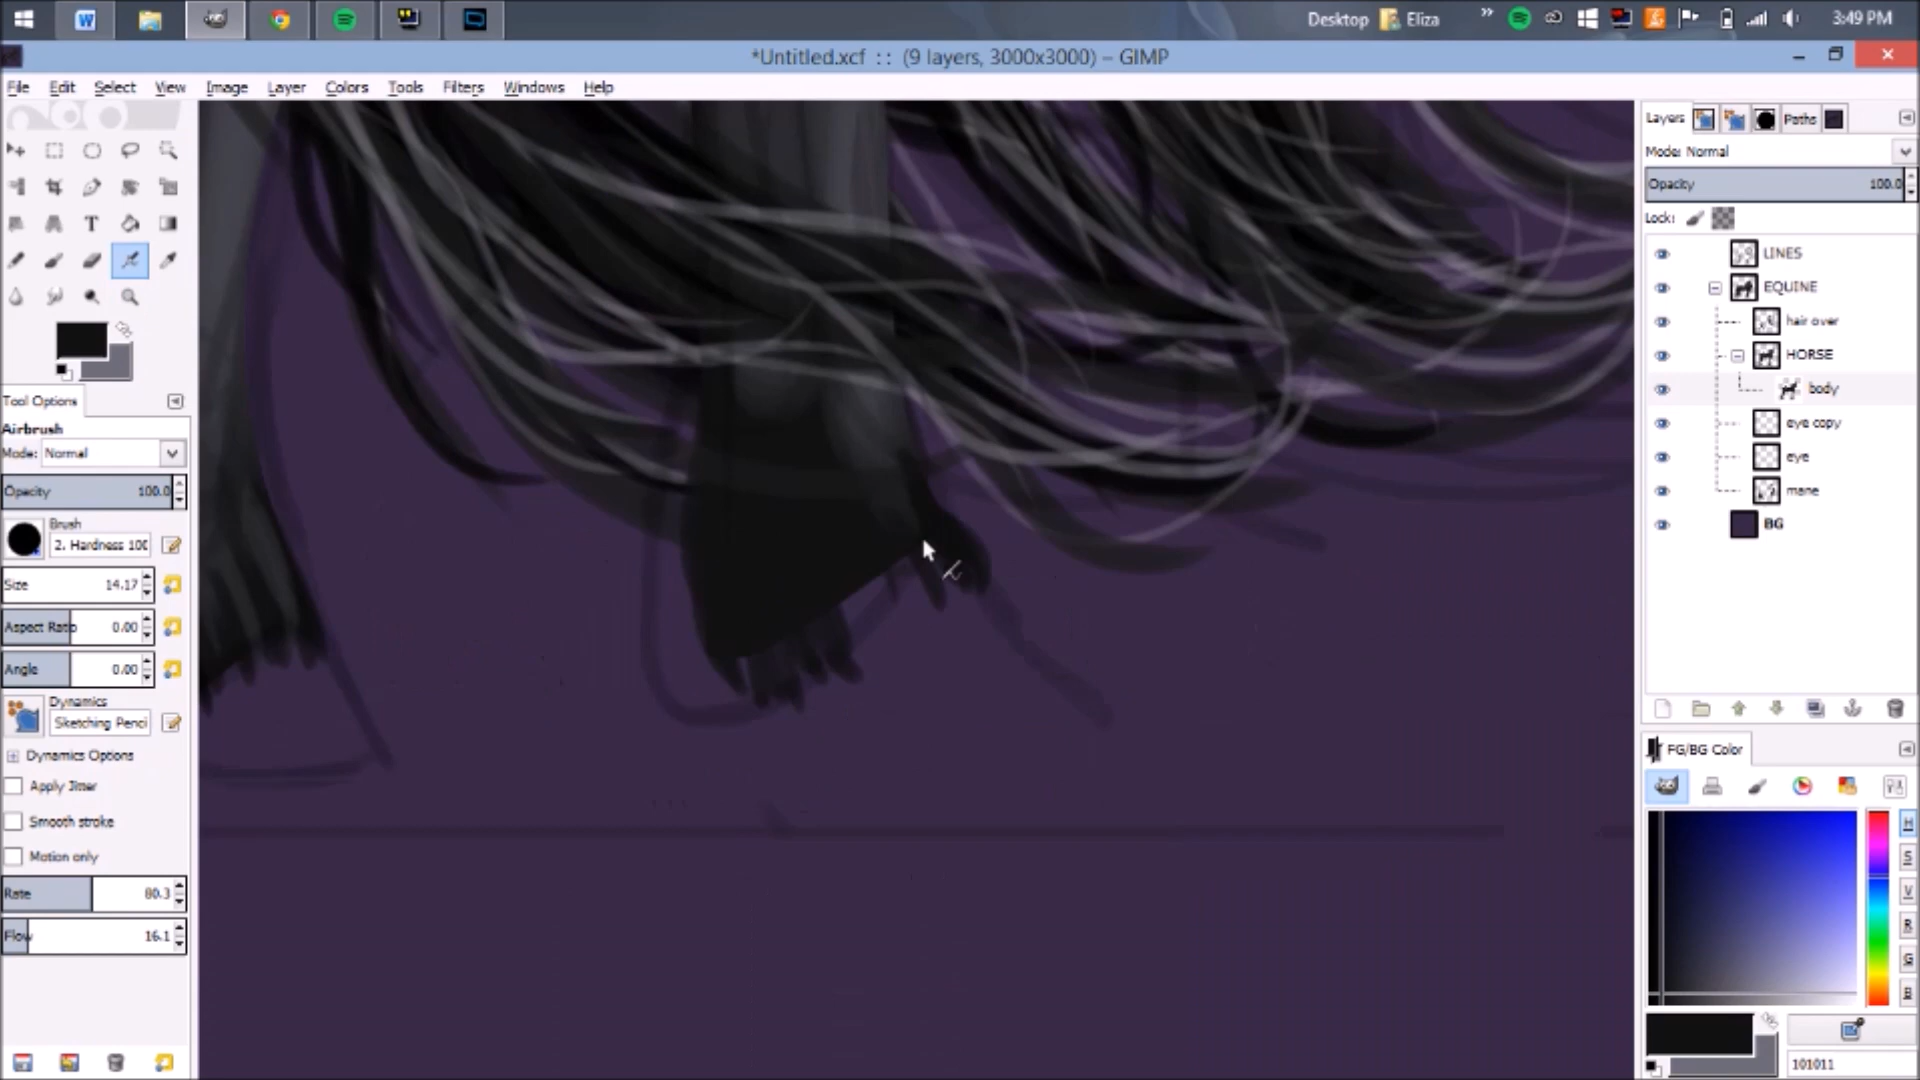 Desktop
Eliza
»
3:49 PM
*Untitled.xcf :: (9 layers, 3000x3000) – GIMP
File Edit Select View Image Layer Colors Tools Filters Windows Help
Tool Options
Airbrush
Mode: Normal
Opacity 100.0
Brush
2. Hardness 100
Size 14.17
Aspect Ratio 0.00
Angle 0.00
Dynamics
Sketching Penci
Dynamics Options
Apply Jitter
Smooth stroke
Motion only
Rate 80.3
Flow 16.1
Layers
Paths
Mode: Normal
Opacity 100.0
Lock:
LINES
EQUINE
hair over
HORSE
body
eye copy
eye
mane
BG
FG/BG Color
H
S
V
R
G
B
101011